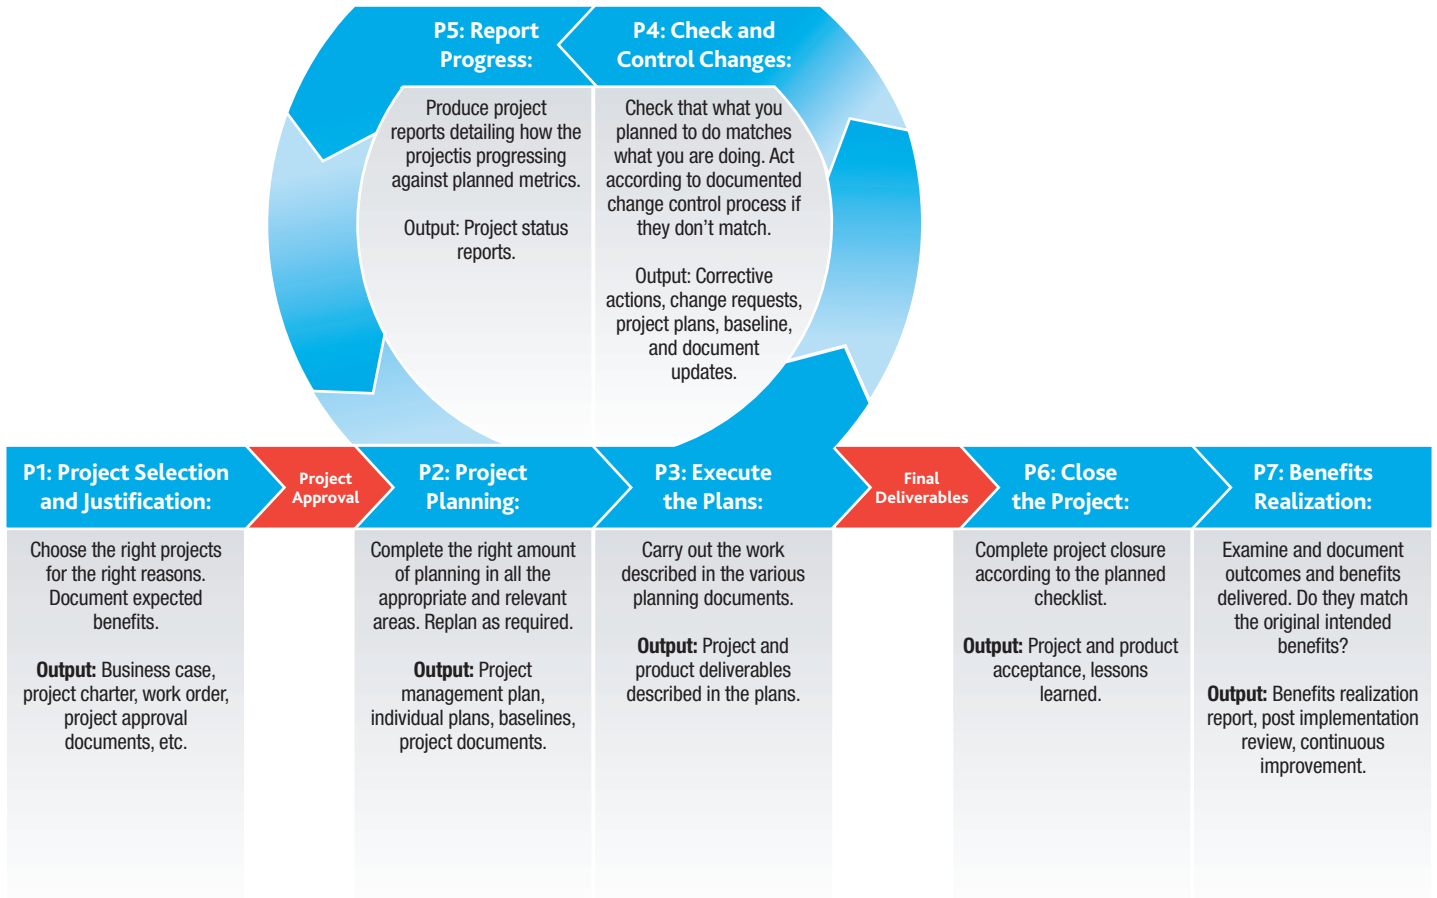 P5: Report
Progress:
Produce project
reports detailing how the
projectis progressing
against planned metrics.
Output: Project status
reports.
P4: Check and
Control Changes:
Check that what you
planned to do matches
what you are doing. Act
according to documented
change control process if
they don’t match.
Output: Corrective
actions, change requests,
project plans, baseline,
and document
updates.
P1: Project Selection
and Justification:
Choose the right projects
for the right reasons.
Document expected
benefits.
Output: Business case,
project charter, work order,
project approval
documents, etc.
Project
Approval
P2: Project
Planning:
Complete the right amount
of planning in all the
appropriate and relevant
areas. Replan as required.
Output: Project
management plan,
individual plans, baselines,
project documents.
P3: Execute
the Plans:
Carry out the work
described in the various
planning documents.
Output: Project and
product deliverables
described in the plans.
Final
Deliverables
P6: Close
the Project:
Complete project closure
according to the planned
checklist.
Output: Project and product
acceptance, lessons
learned.
P7: Benefits
Realization:
Examine and document
outcomes and benefits
delivered. Do they match
the original intended
benefits?
Output: Benefits realization
report, post implementation
review, continuous
improvement.